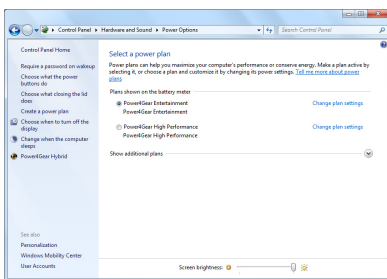 Control Panel
Hardware and Sound
Power Options
Search Control Panel
Control Panel Home
Require a password on wakeup
Choose what the power
buttons do
Choose what closing the lid
does
Create a power plan
Choose when to turn off the
display
Change when the computer
sleeps
Power4Gear Hybrid
See also
Personalization
Windows Mobility Center
User Accounts
Select a power plan
Power plans can help you maximize your computer's performance or conserve energy. Make a plan active by
selecting it, or choose a plan and customize it by changing its power settings. Tell me more about power
plans
Plans shown on the battery meter
Power4Gear Entertainment
Change plan settings
Power4Gear Entertainment
Power4Gear High Performance
Change plan settings
Power4Gear High Performance
Show additional plans
Screen brightness: